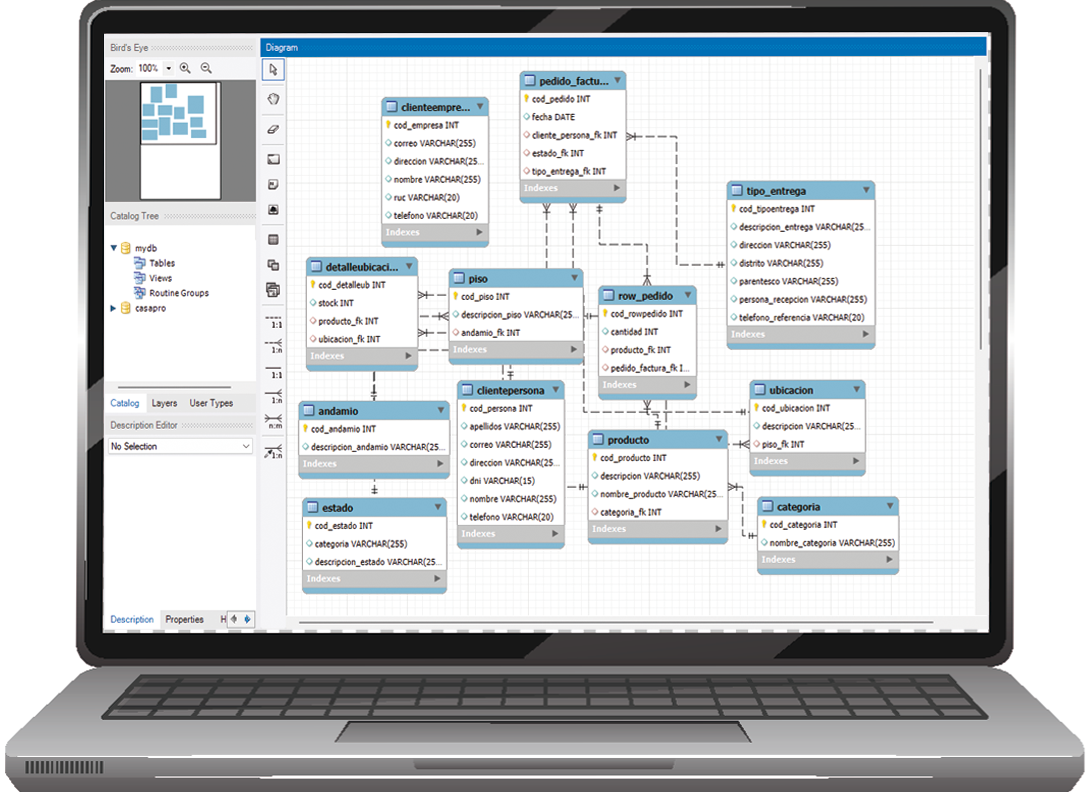 Bird's Eye
Zoom: 100%
Catalog Tree
mydb
Tables
Views
Routine Groups
casapro
Catalog Layers User Types
Description Editor
No Selection
Description Properties H
Diagram
1:1
1:n
1:1
1:n
n:m
1:n
clienteempre...
cod_empresa INT
correo VARCHAR(255)
direccion VARCHAR(25...
nombre VARCHAR(255)
ruc VARCHAR(20)
telefono VARCHAR(20)
Indexes
pedido_factu...
cod_pedido INT
fecha DATE
cliente_persona_fk INT
estado_fk INT
tipo_entrega_fk INT
Indexes
tipo_entrega
cod_tipoentrega INT
descripcion_entrega VARCHAR(25...
direccion VARCHAR(255)
distrito VARCHAR(255)
parentesco VARCHAR(255)
persona_recepcion VARCHAR(255)
telefono_referencia VARCHAR(20)
Indexes
detalleubicaci...
cod_detalleub INT
stock INT
producto_fk INT
ubicacion_fk INT
Indexes
piso
cod_piso INT
descripcion_piso VARCHAR(25...
andamio_fk INT
Indexes
row_pedido
cod_rowpedido INT
cantidad INT
producto_fk INT
pedido_factura_fk I...
Indexes
andamio
cod_andamio INT
descripcion_andamio VARCHAR(25...
Indexes
clientepersona
cod_persona INT
apellidos VARCHAR(255)
correo VARCHAR(255)
direccion VARCHAR(25...
dni VARCHAR(15)
nombre VARCHAR(255)
telefono VARCHAR(20)
Indexes
ubicacion
cod_ubicacion INT
descripcion VARCHAR(25...
piso_fk INT
Indexes
producto
cod_producto INT
descripcion VARCHAR(255)
nombre_producto VARCHAR(25...
categoria_fk INT
Indexes
estado
cod_estado INT
categoria VARCHAR(255)
descripcion_estado VARCHAR(25...
Indexes
categoria
cod_categoria INT
nombre_categoria VARCHAR(255)
Indexes